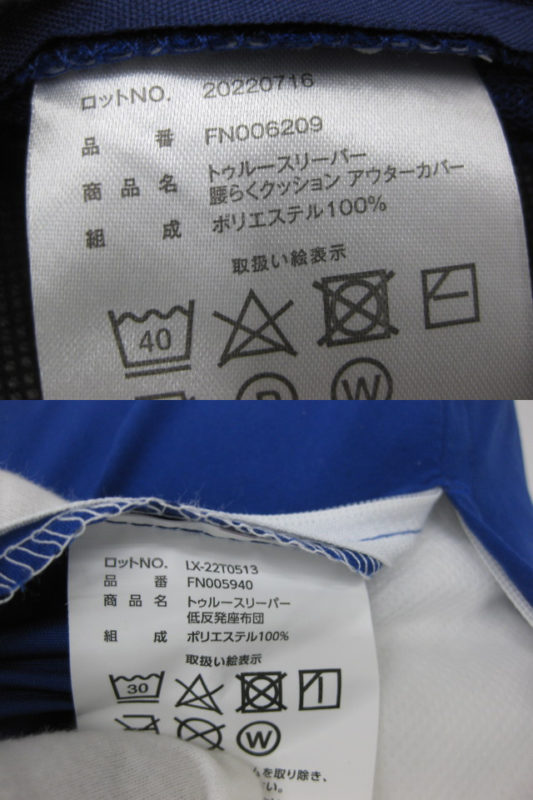 ロットNO. 20220716
品番 FN006209
商品名 トゥルースリーパー
腰らくクッション アウターカバー
組成 ポリエステル100%
取扱い絵表示
40
W
ロットNO. LX-22T0513
品番 FN005940
商品名 トゥルースリーパー
低反発座布団
組成 ポリエステル100%
取扱い絵表示
30
W
を取り除き、